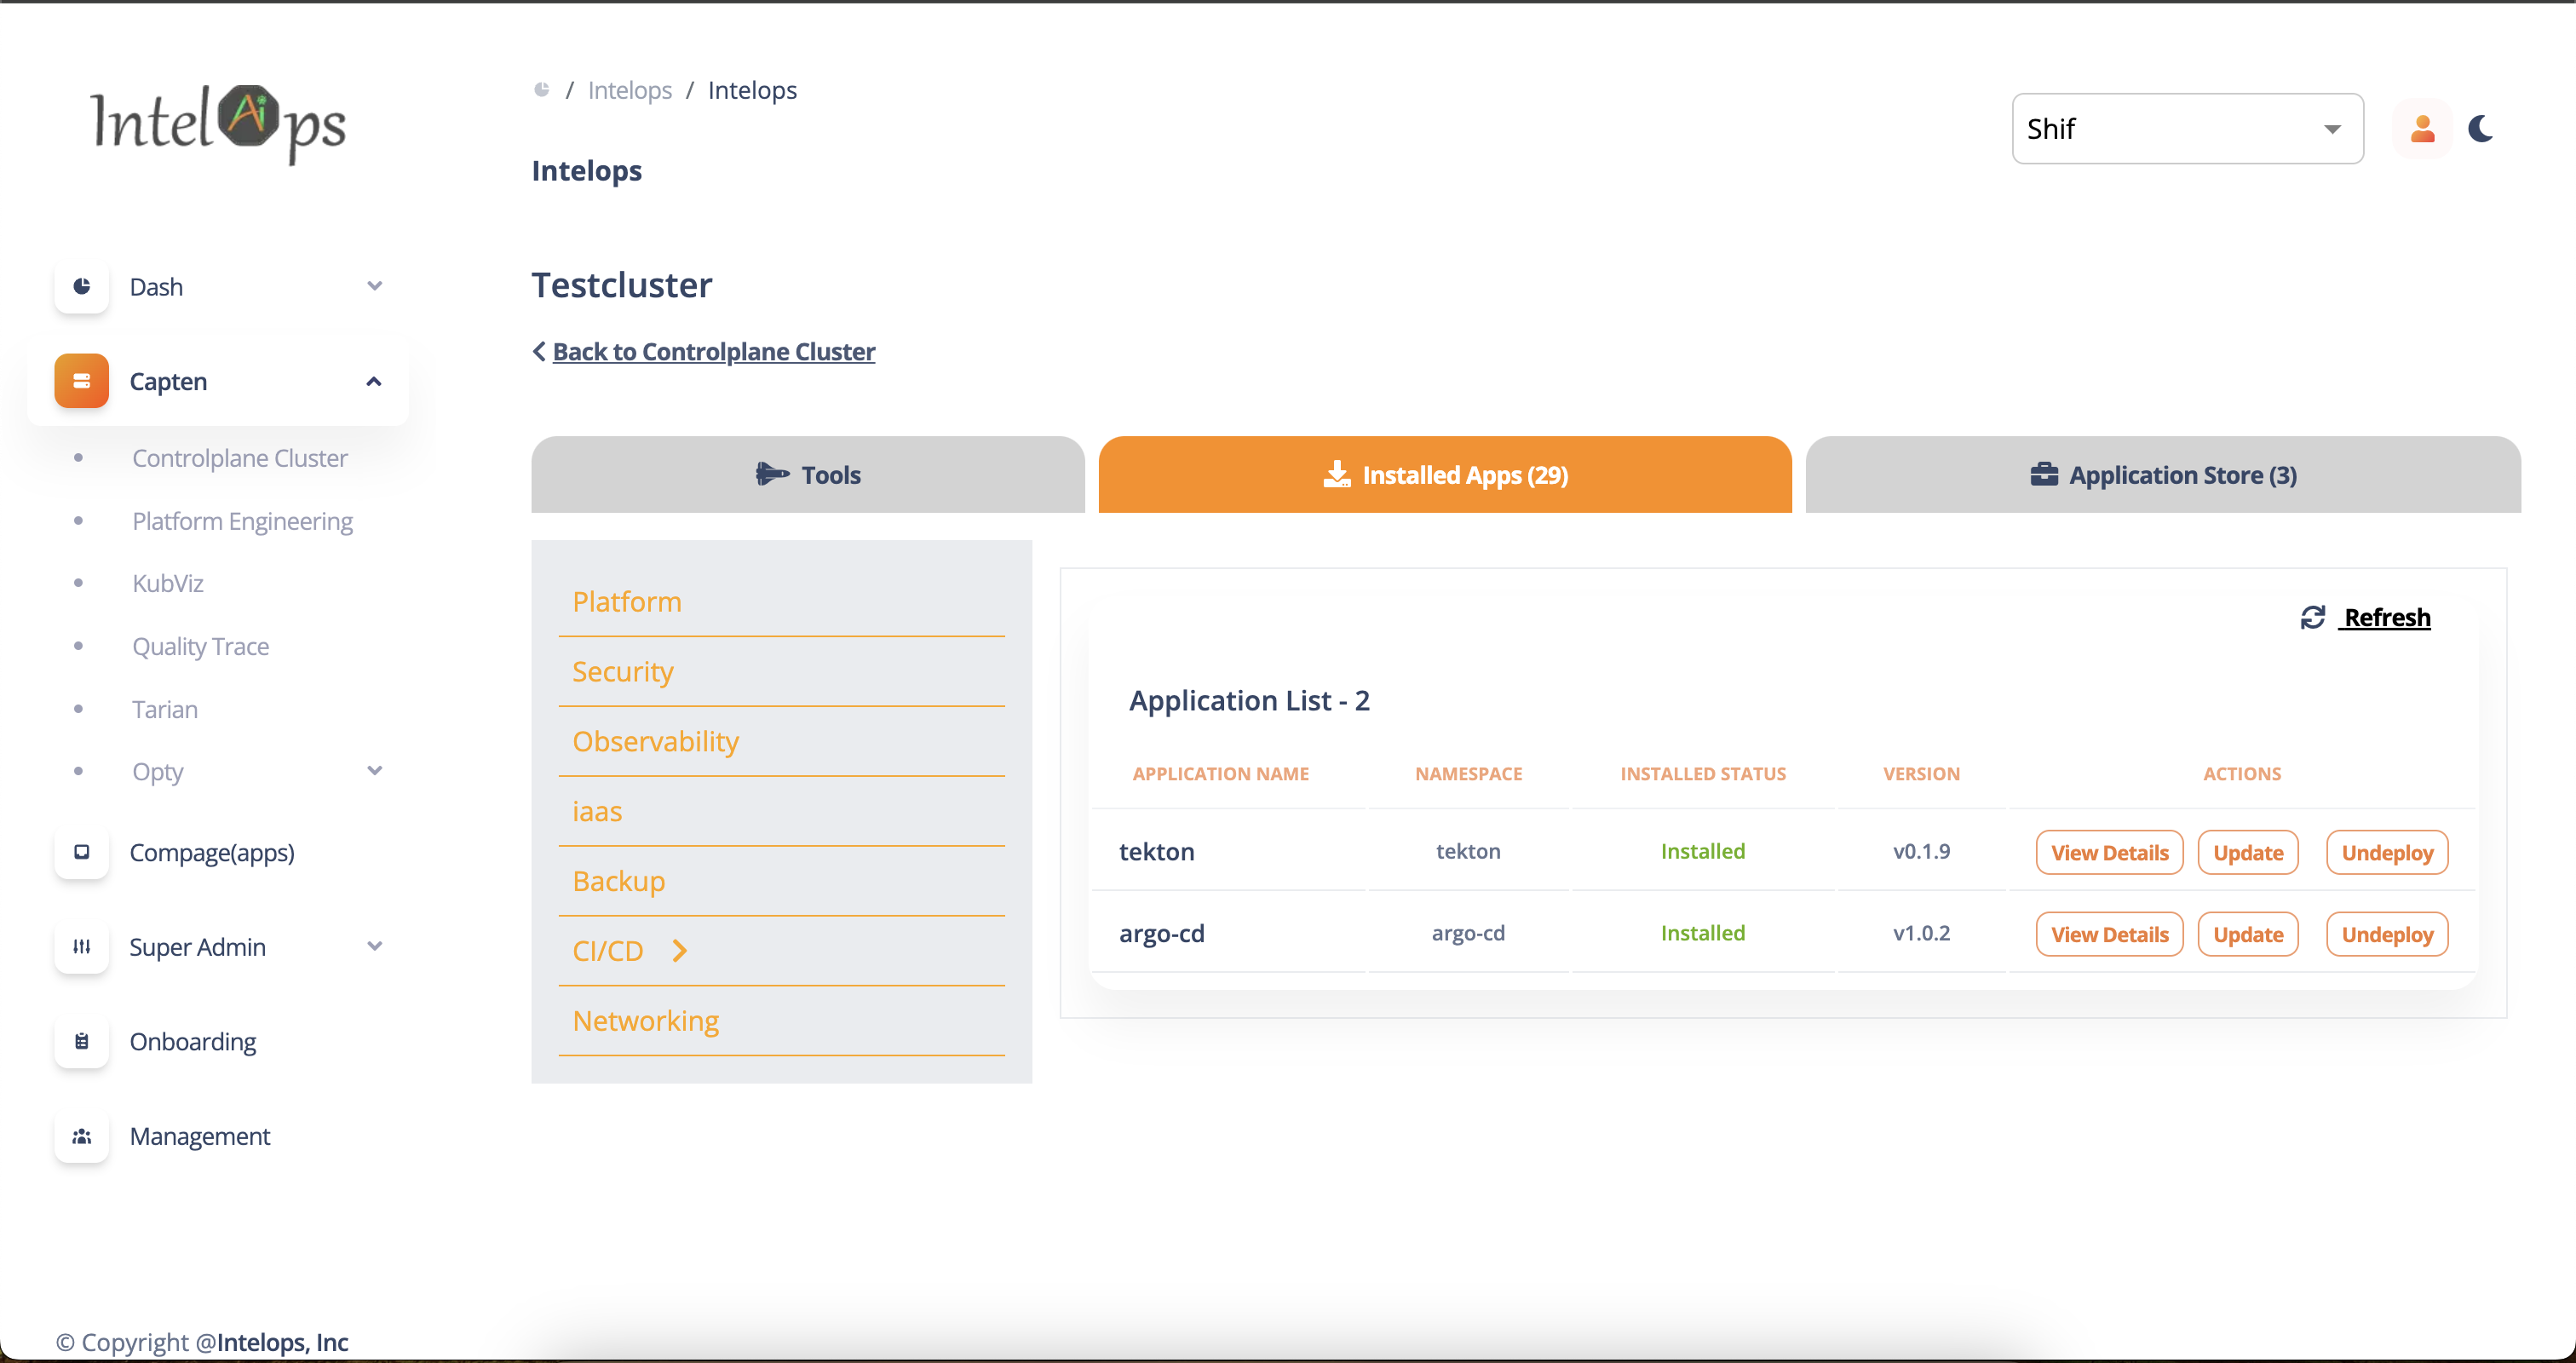 IntelAips
/ Intelops / Intelops
Intelops
Shif
Dash
Capten
Controlplane Cluster
Platform Engineering
KubViz
Quality Trace
Tarian
Opty
Compage(apps)
Super Admin
Onboarding
Management
© Copyright @Intelops, Inc
Testcluster
Back to Controlplane Cluster
Tools
Installed Apps (29)
Application Store (3)
Platform
Security
Observability
iaas
Backup
CI/CD
Networking
Refresh
Application List - 2
APPLICATION NAME NAMESPACE INSTALLED STATUS VERSION ACTIONS
tekton tekton Installed v0.1.9 View Details Update Undeploy
argo-cd argo-cd Installed v1.0.2 View Details Update Undeploy